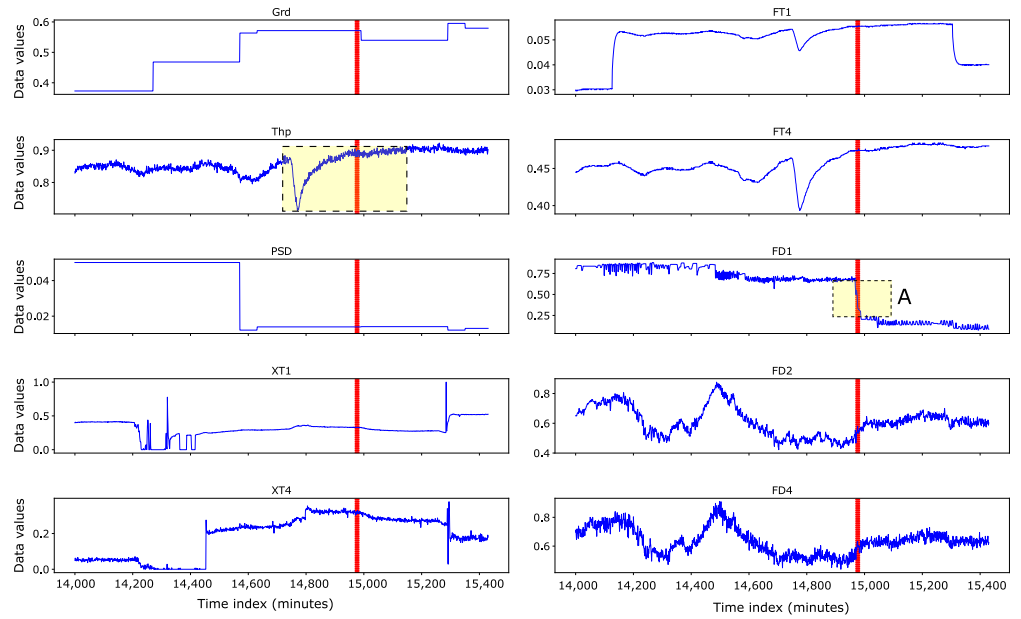 Grd
Data values
0.6
0.5
0.4
FT1
0.05
0.04
0.03
Thp
Data values
0.9
0.8
FT4
0.45
0.40
PSD
Data values
0.04
0.02
FD1
0.75
0.50
0.25
A
XT1
Data values
1.0
0.5
0.0
FD2
0.8
0.6
0.4
XT4
Data values
0.2
0.0
14,000 14,200 14,400 14,600 14,800 15,000 15,200 15,400
Time index (minutes)
FD4
0.8
0.6
14,000 14,200 14,400 14,600 14,800 15,000 15,200 15,400
Time index (minutes)